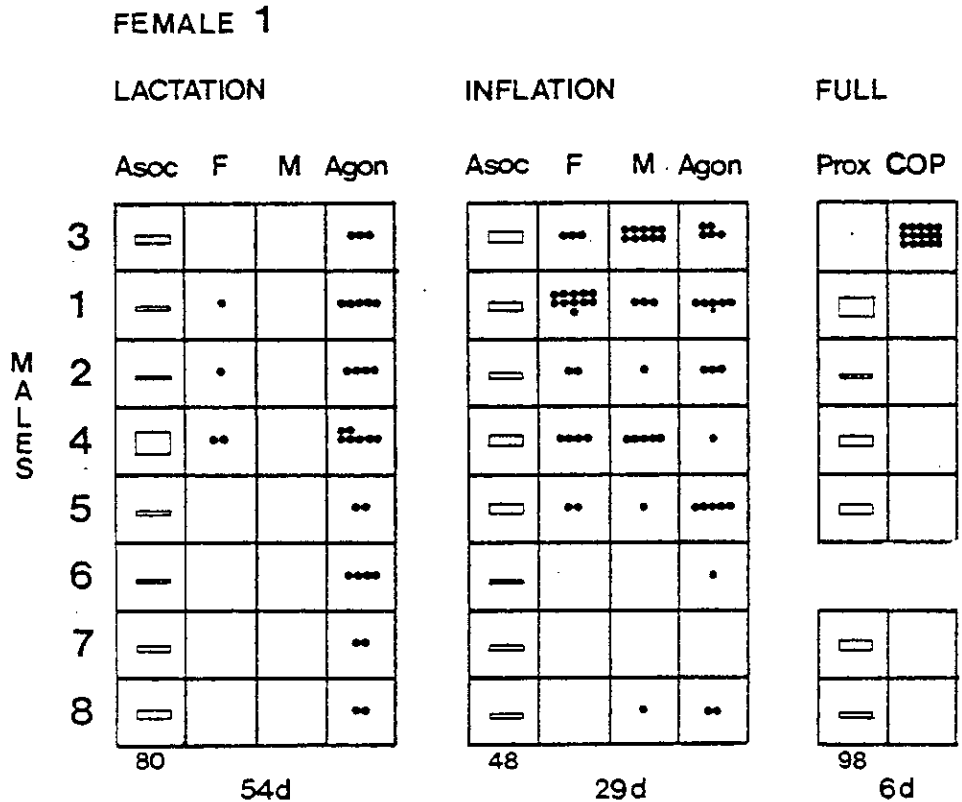 FEMALE 1
LACTATION INFLATION FULL
Asoc F M Agon Asoc F M Agon Prox COP
MALES
3
1
2
4
5
6
7
8
80 48 98
54d 29d 6d